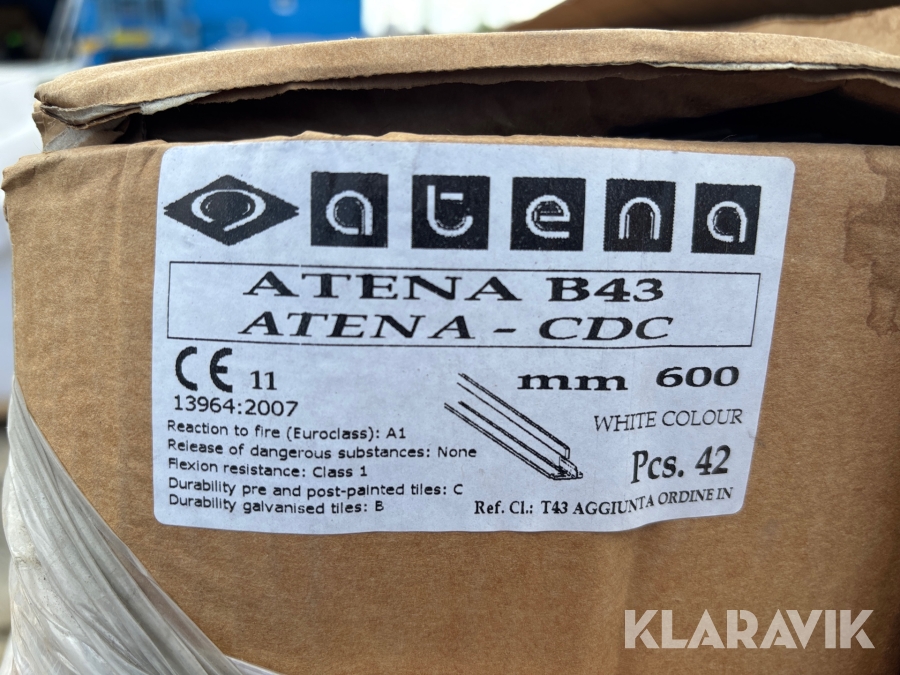 atena
ATENA B43
ATENA - CDC
CE 11
mm 600
13964:2007
WHITE COLOUR
Reaction to fire (Euroclass): A1
Release of dangerous substances: None
Flexion resistance: Class 1
Pcs. 42
Durability pre and post-painted tiles: C
Durability galvanised tiles: B
Ref. Cl.: T43 AGGIUNTA ORDINE IN
KLARAVIK